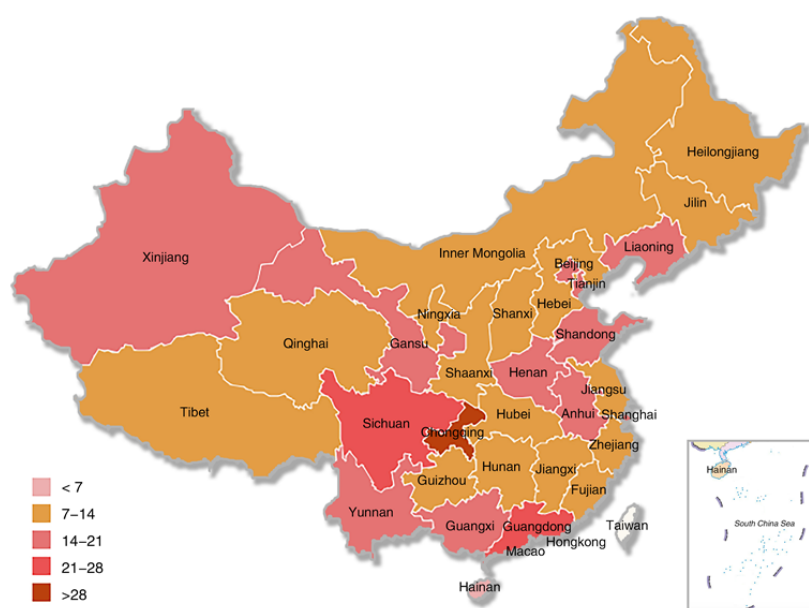 Heilongjiang
Jilin
Liaoning
Inner Mongolia
Xinjiang
Beijing
Tianjin
Hebei
Ningxia
Shanxi
Shandong
Qinghai
Gansu
Henan
Shaanxi
Jiangsu
Tibet
Sichuan
Hubei
Anhui
Shanghai
Chongqing
Zhejiang
Hunan
Jiangxi
Guizhou
Fujian
Yunnan
Guangxi
Guangdong
Taiwan
Hongkong
Macao
Hainan
< 7
7–14
14–21
21–28
>28
Hainan
South China Sea